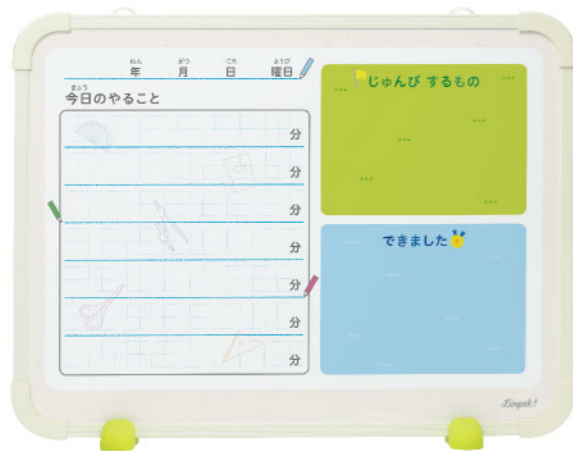 ねん がつ にち ようび
年 月 日 曜日
きょう
今日のやること
分
分
分
分
分
分
分
じゅんび するもの
できました